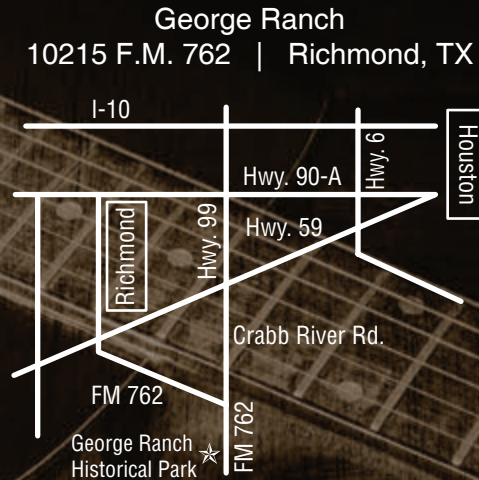 George Ranch
10215 F.M. 762 | Richmond, TX
I-10
Hwy. 6
Houston
Hwy. 90-A
Richmond
Hwy. 99
Hwy. 59
Crabb River Rd.
FM 762
FM 762
George Ranch
Historical Park